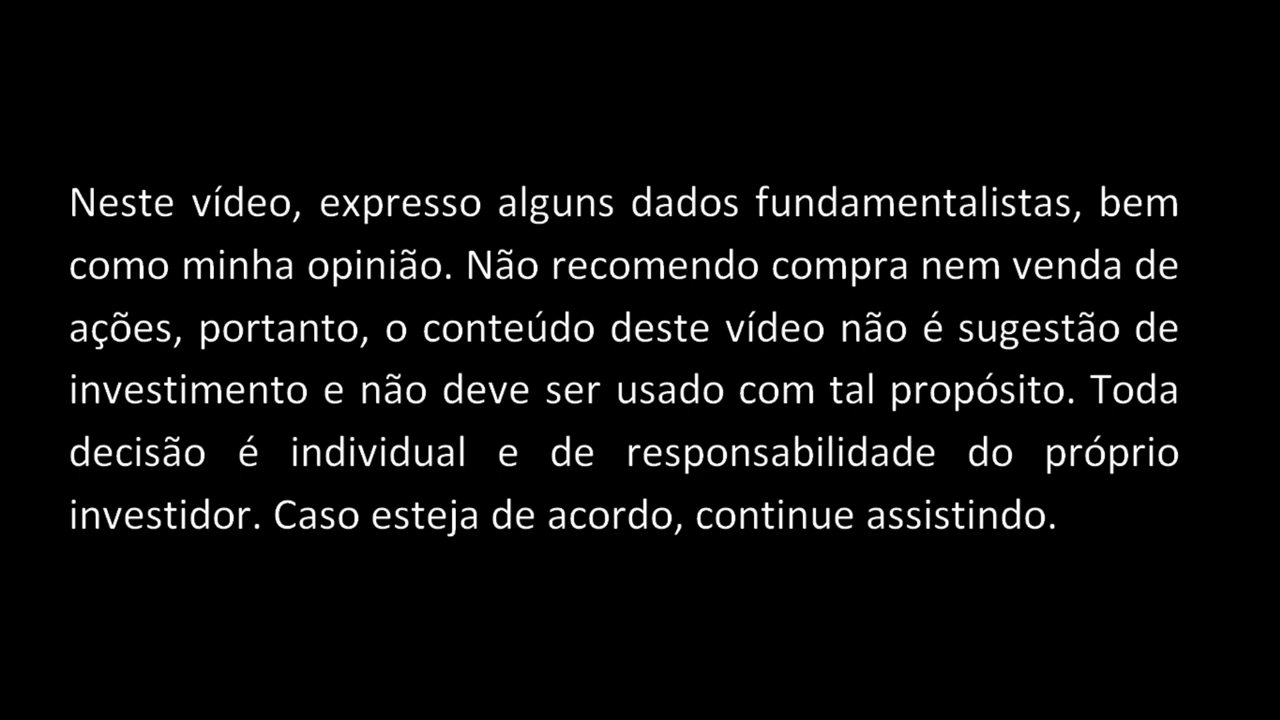 Neste vídeo, expresso alguns dados fundamentalistas, bem
como minha opinião. Não recomendo compra nem venda de
ações, portanto, o conteúdo deste vídeo não é sugestão de
investimento e não deve ser usado com tal propósito. Toda
decisão é individual e de responsabilidade do próprio
investidor. Caso esteja de acordo, continue assistindo.